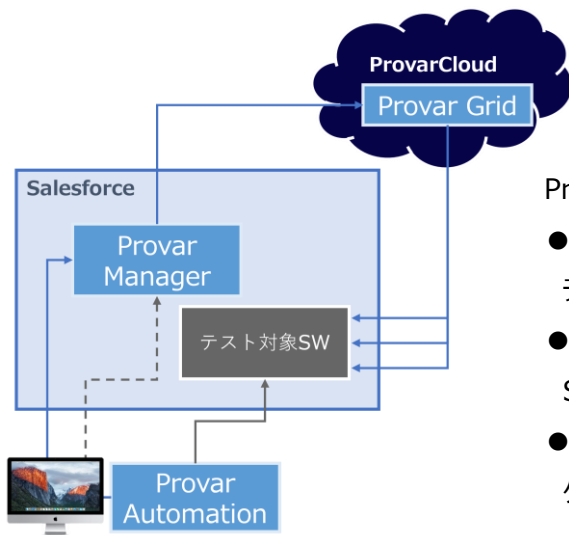 ProvarCloud
Provar Grid
Salesforce
Provar
Manager
テスト対象SW
Provar
Automation
Pr
●
●
S
●